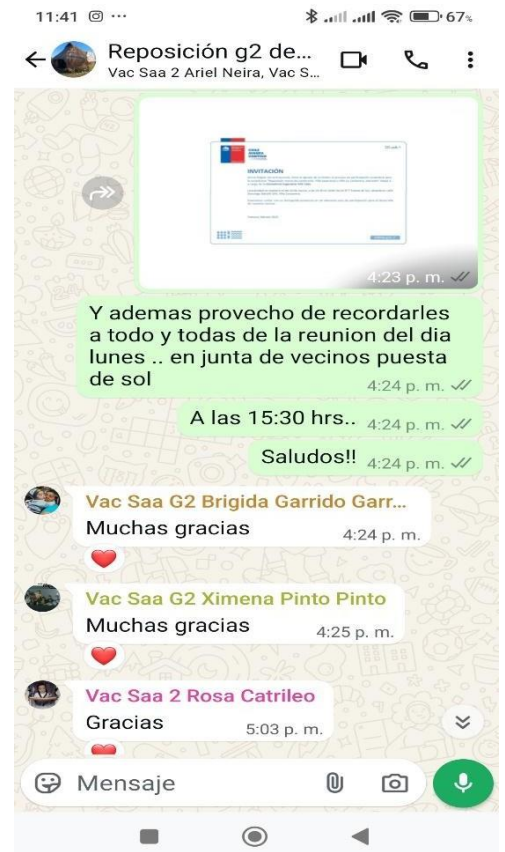 11:41
67%
Reposición g2 de...
Vac Saa 2 Ariel Neira, Vac S...
INVITACIÓN
4:23 p. m.
Y ademas provecho de recordarles
a todo y todas de la reunion del dia
lunes .. en junta de vecinos puesta
de sol
4:24 p. m.
A las 15:30 hrs.. 4:24 p. m.
Saludos!! 4:24 p. m.
Vac Saa G2 Brigida Garrido Garr...
Muchas gracias
4:24 p. m.
Vac Saa G2 Ximena Pinto Pinto
Muchas gracias
4:25 p. m.
Vac Saa 2 Rosa Catrileo
Gracias
5:03 p. m.
Mensaje